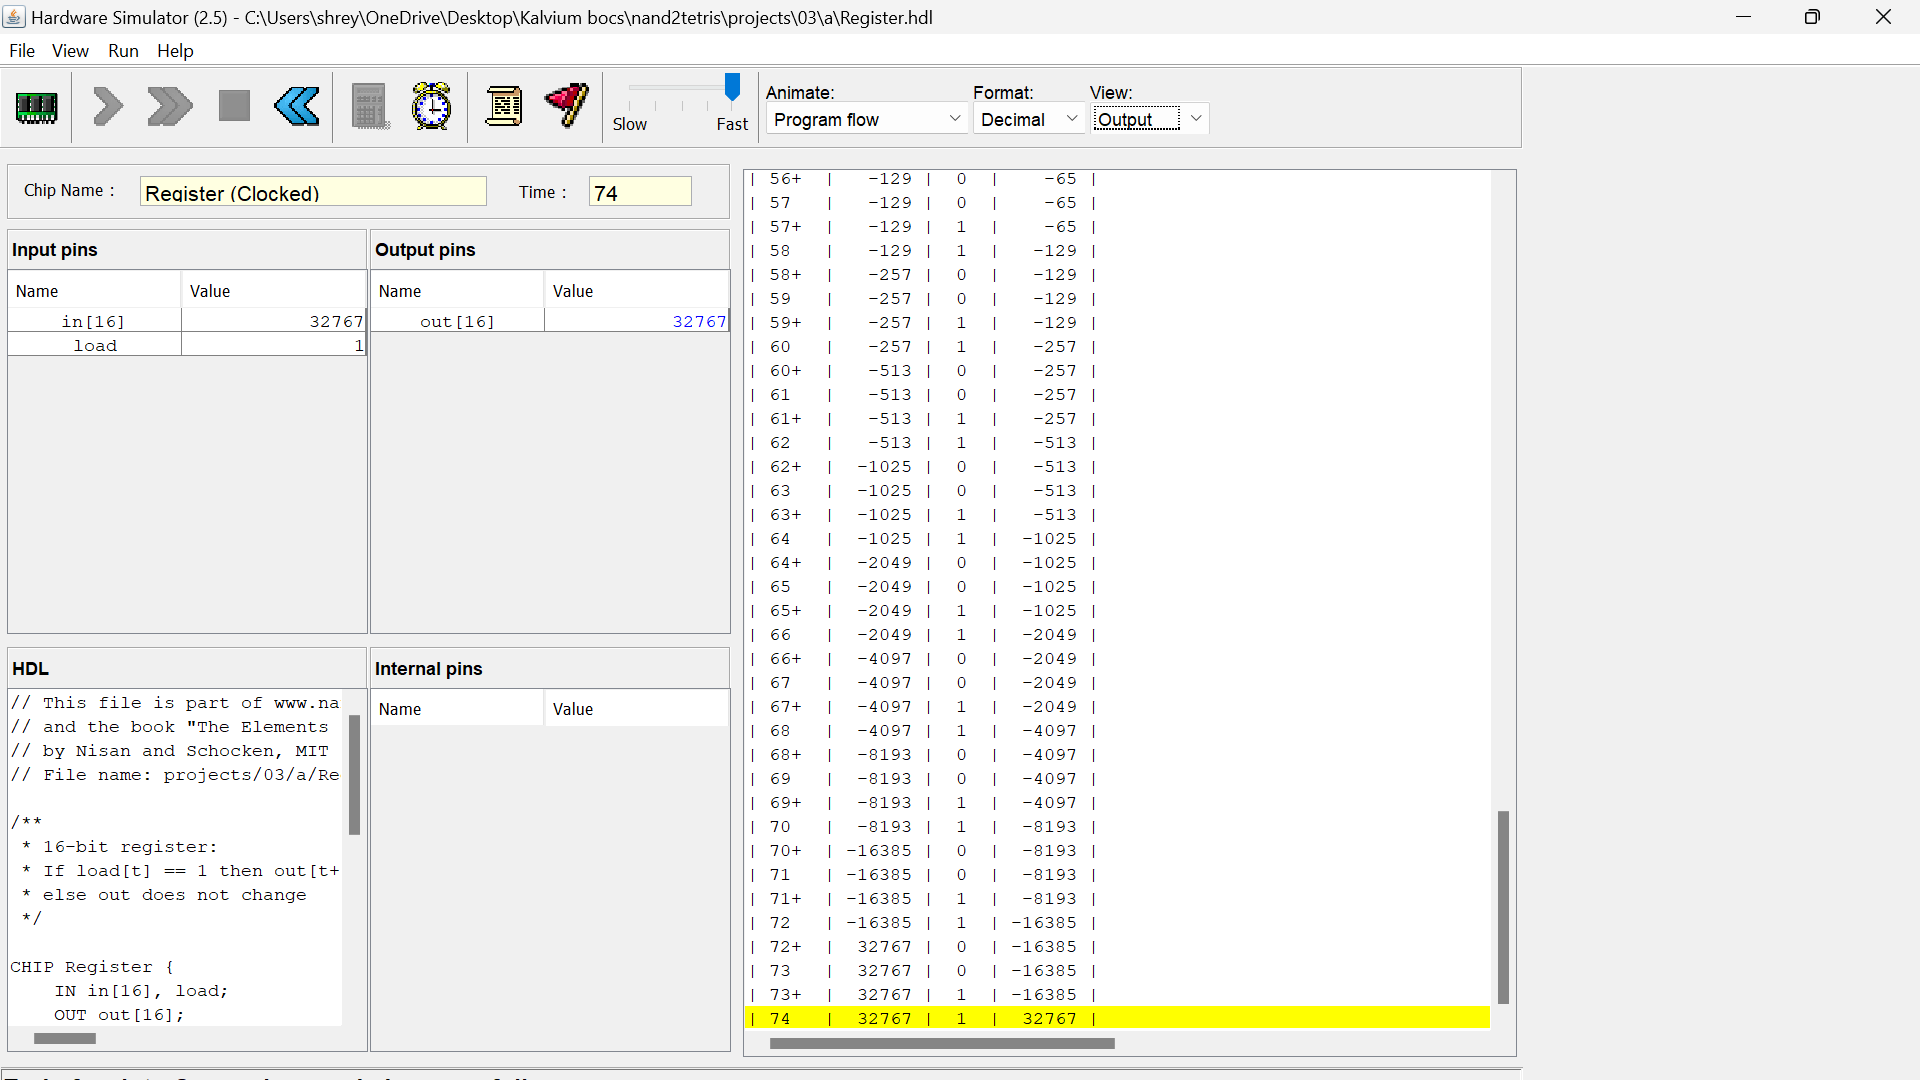 Hardware Simulator (2.5) - C:\Users\shrey\OneDrive\Desktop\Kalvium bocs\nand2tetris\projects\03\a\Register.hdl
File View Run Help
Animate: Format: View:
Slow Fast Program flow Decimal Output
Chip Name : Register (Clocked) Time : 74
Input pins
Name Value
in[16] 32767
load 1
Output pins
Name Value
out[16] 32767
HDL
// This file is part of www.na
// and the book "The Elements
// by Nisan and Schocken, MIT
// File name: projects/03/a/Re
/**
* 16-bit register:
* If load[t] == 1 then out[t+
* else out does not change
*/
CHIP Register {
IN in[16], load;
OUT out[16];
Internal pins
Name Value
| 56+ | -129 | 0 | -65 |
| 57 | -129 | 0 | -65 |
| 57+ | -129 | 1 | -65 |
| 58 | -129 | 1 | -129 |
| 58+ | -257 | 0 | -129 |
| 59 | -257 | 0 | -129 |
| 59+ | -257 | 1 | -129 |
| 60 | -257 | 1 | -257 |
| 60+ | -513 | 0 | -257 |
| 61 | -513 | 0 | -257 |
| 61+ | -513 | 1 | -257 |
| 62 | -513 | 1 | -513 |
| 62+ | -1025 | 0 | -513 |
| 63 | -1025 | 0 | -513 |
| 63+ | -1025 | 1 | -513 |
| 64 | -1025 | 1 | -1025 |
| 64+ | -2049 | 0 | -1025 |
| 65 | -2049 | 0 | -1025 |
| 65+ | -2049 | 1 | -1025 |
| 66 | -2049 | 1 | -2049 |
| 66+ | -4097 | 0 | -2049 |
| 67 | -4097 | 0 | -2049 |
| 67+ | -4097 | 1 | -2049 |
| 68 | -4097 | 1 | -4097 |
| 68+ | -8193 | 0 | -4097 |
| 69 | -8193 | 0 | -4097 |
| 69+ | -8193 | 1 | -4097 |
| 70 | -8193 | 1 | -8193 |
| 70+ | -16385 | 0 | -8193 |
| 71 | -16385 | 0 | -8193 |
| 71+ | -16385 | 1 | -8193 |
| 72 | -16385 | 1 | -16385 |
| 72+ | 32767 | 0 | -16385 |
| 73 | 32767 | 0 | -16385 |
| 73+ | 32767 | 1 | -16385 |
| 74 | 32767 | 1 | 32767 |